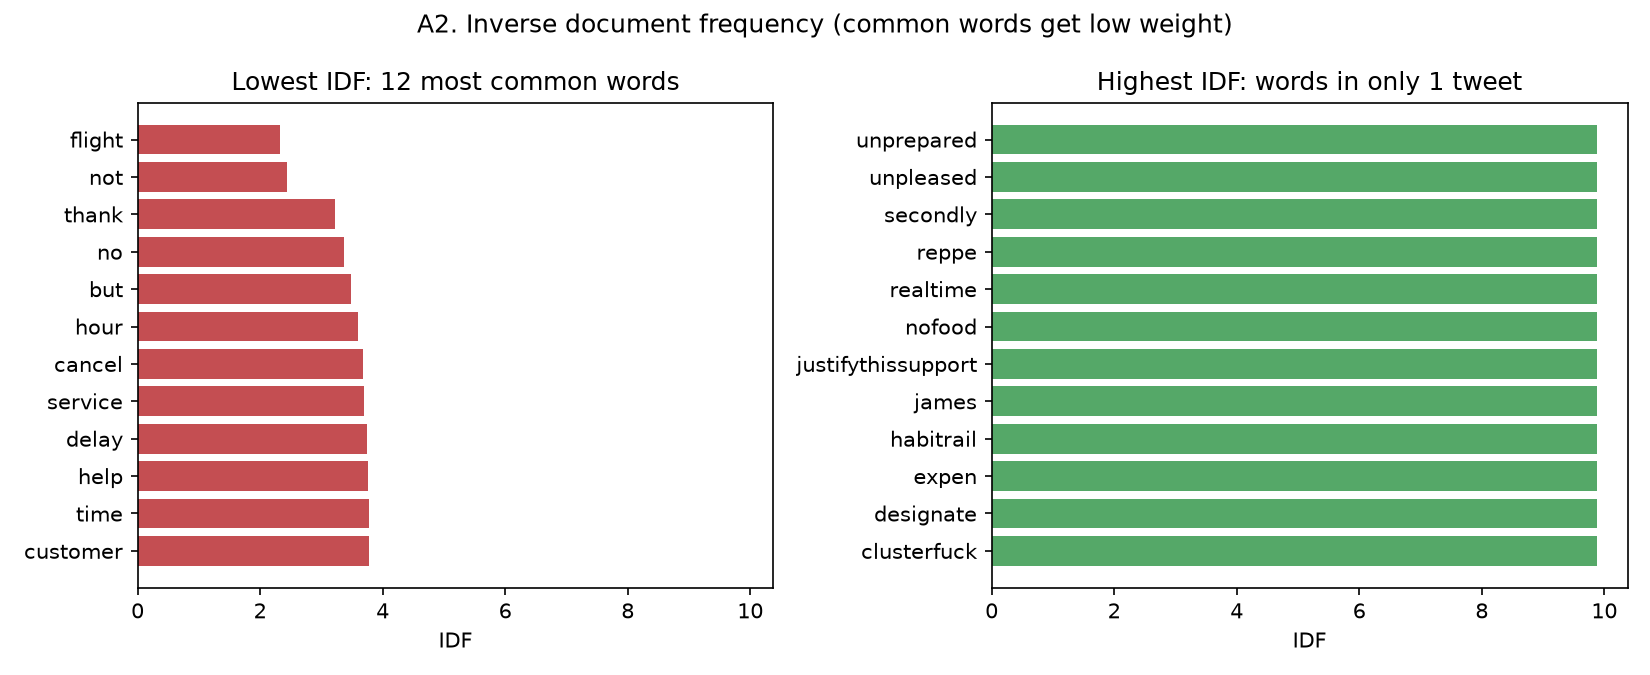 A2. Inverse document frequency (common words get low weight)
Lowest IDF: 12 most common words
flight
not
thank
no
but
hour
cancel
service
delay
help
time
customer
0 2 4 6 8 10
IDF
Highest IDF: words in only 1 tweet
unprepared
unpleased
secondly
reppe
realtime
nofood
justifythissupport
james
habitrail
expen
designate
clusterfuck
0 2 4 6 8 10
IDF